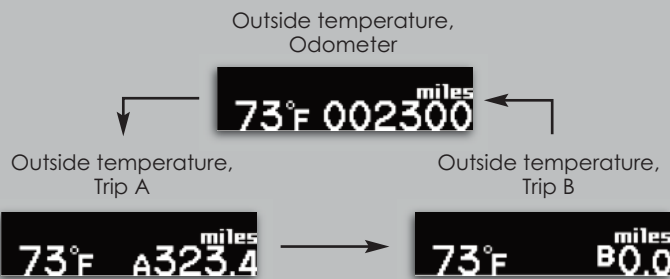 Outside temperature,
Odometer
miles
73°F 002300
Outside temperature,
Trip A
miles
73°F A323.4
Outside temperature,
Trip B
miles
73°F B0.0